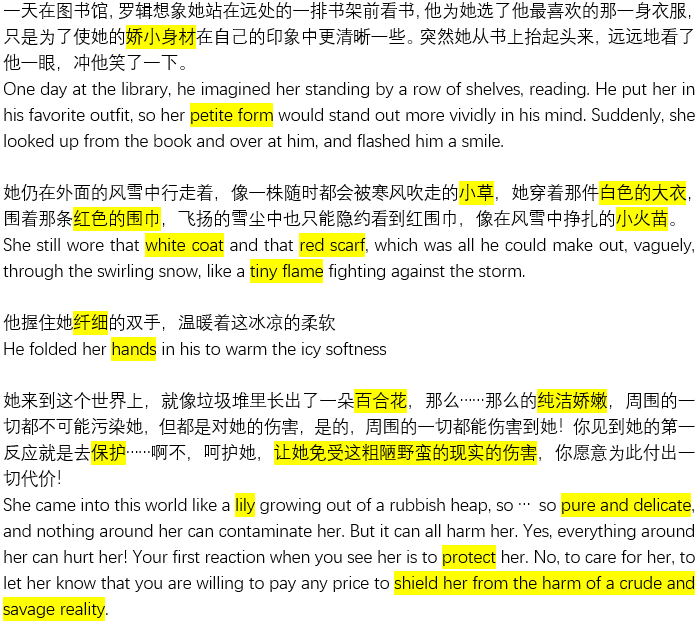 一天在图书馆, 罗辑想象她站在远处的一排书架前看书, 他为她选了他最喜欢的那一身衣服,
只是为了使她的娇小身材在自己的印象中更清晰一些。突然她从书上抬起头来，远远地看了
他一眼，冲他笑了一下。
One day at the library, he imagined her standing by a row of shelves, reading. He put her in
his favorite outfit, so her petite form would stand out more vividly in his mind. Suddenly, she
looked up from the book and over at him, and flashed him a smile.
她仍在外面的风雪中行走着，像一株随时都会被寒风吹走的小草，她穿着那件白色的大衣,
围着那条红色的围巾，飞扬的雪尘中也只能隐约看到红围巾，像在风雪中挣扎的小火苗。
She still wore that white coat and that red scarf, which was all he could make out, vaguely,
through the swirling snow, like a tiny flame fighting against the storm.
他握住她纤细的双手，温暖着这冰凉的柔软
He folded her hands in his to warm the icy softness
她来到这个世界上，就像垃圾堆里长出了一朵百合花，那么……那么的纯洁娇嫩，周围的一
切都不可能污染她，但都是对她的伤害，是的，周围的一切都能伤害到她！你见到她的第一
反应就是去保护……啊不，呵护她，让她免受这粗陋野蛮的现实的伤害，你愿意为此付出一
切代价！
She came into this world like a lily growing out of a rubbish heap, so … so pure and delicate,
and nothing around her can contaminate her. But it can all harm her. Yes, everything around
her can hurt her! Your first reaction when you see her is to protect her. No, to care for her, to
let her know that you are willing to pay any price to shield her from the harm of a crude and
savage reality.